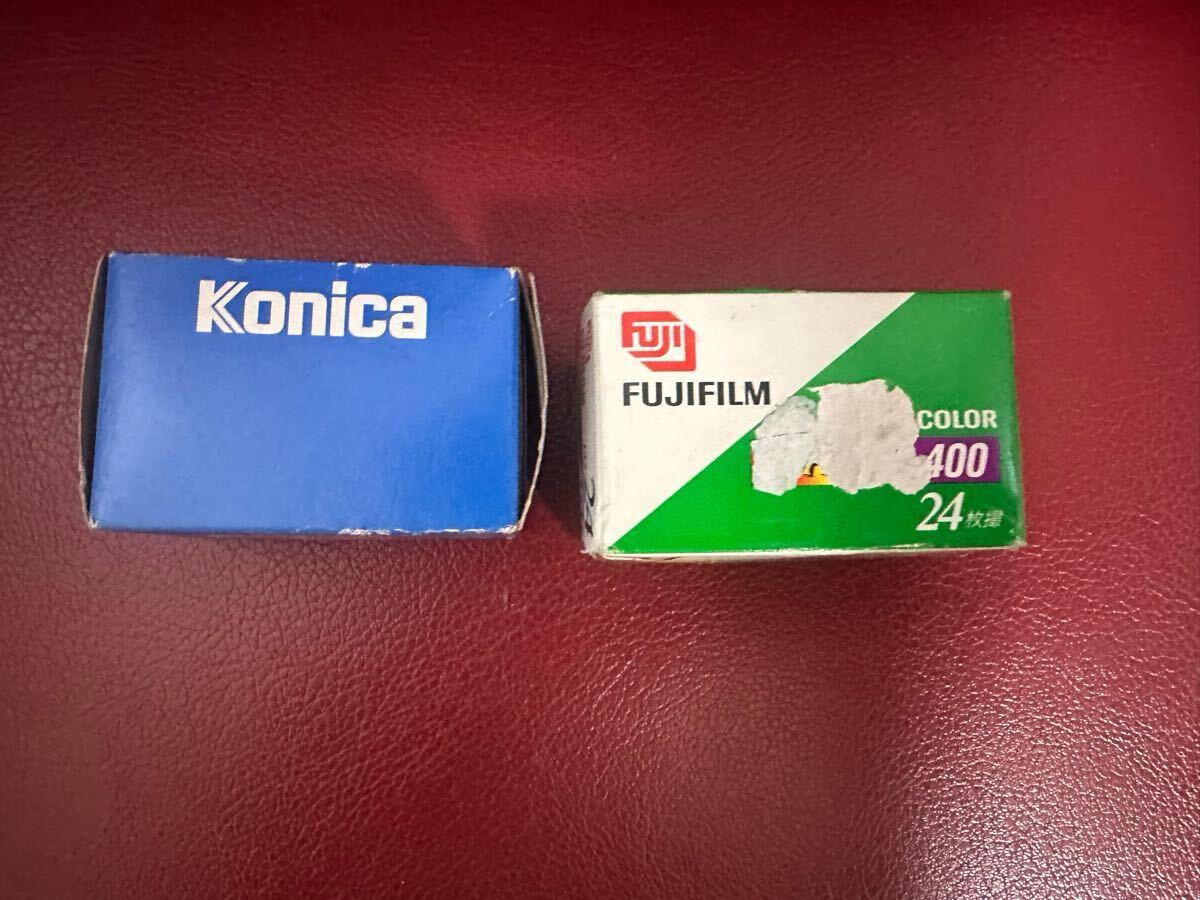 Konica
FUJI
FUJIFILM
COLOR
400
24枚撮